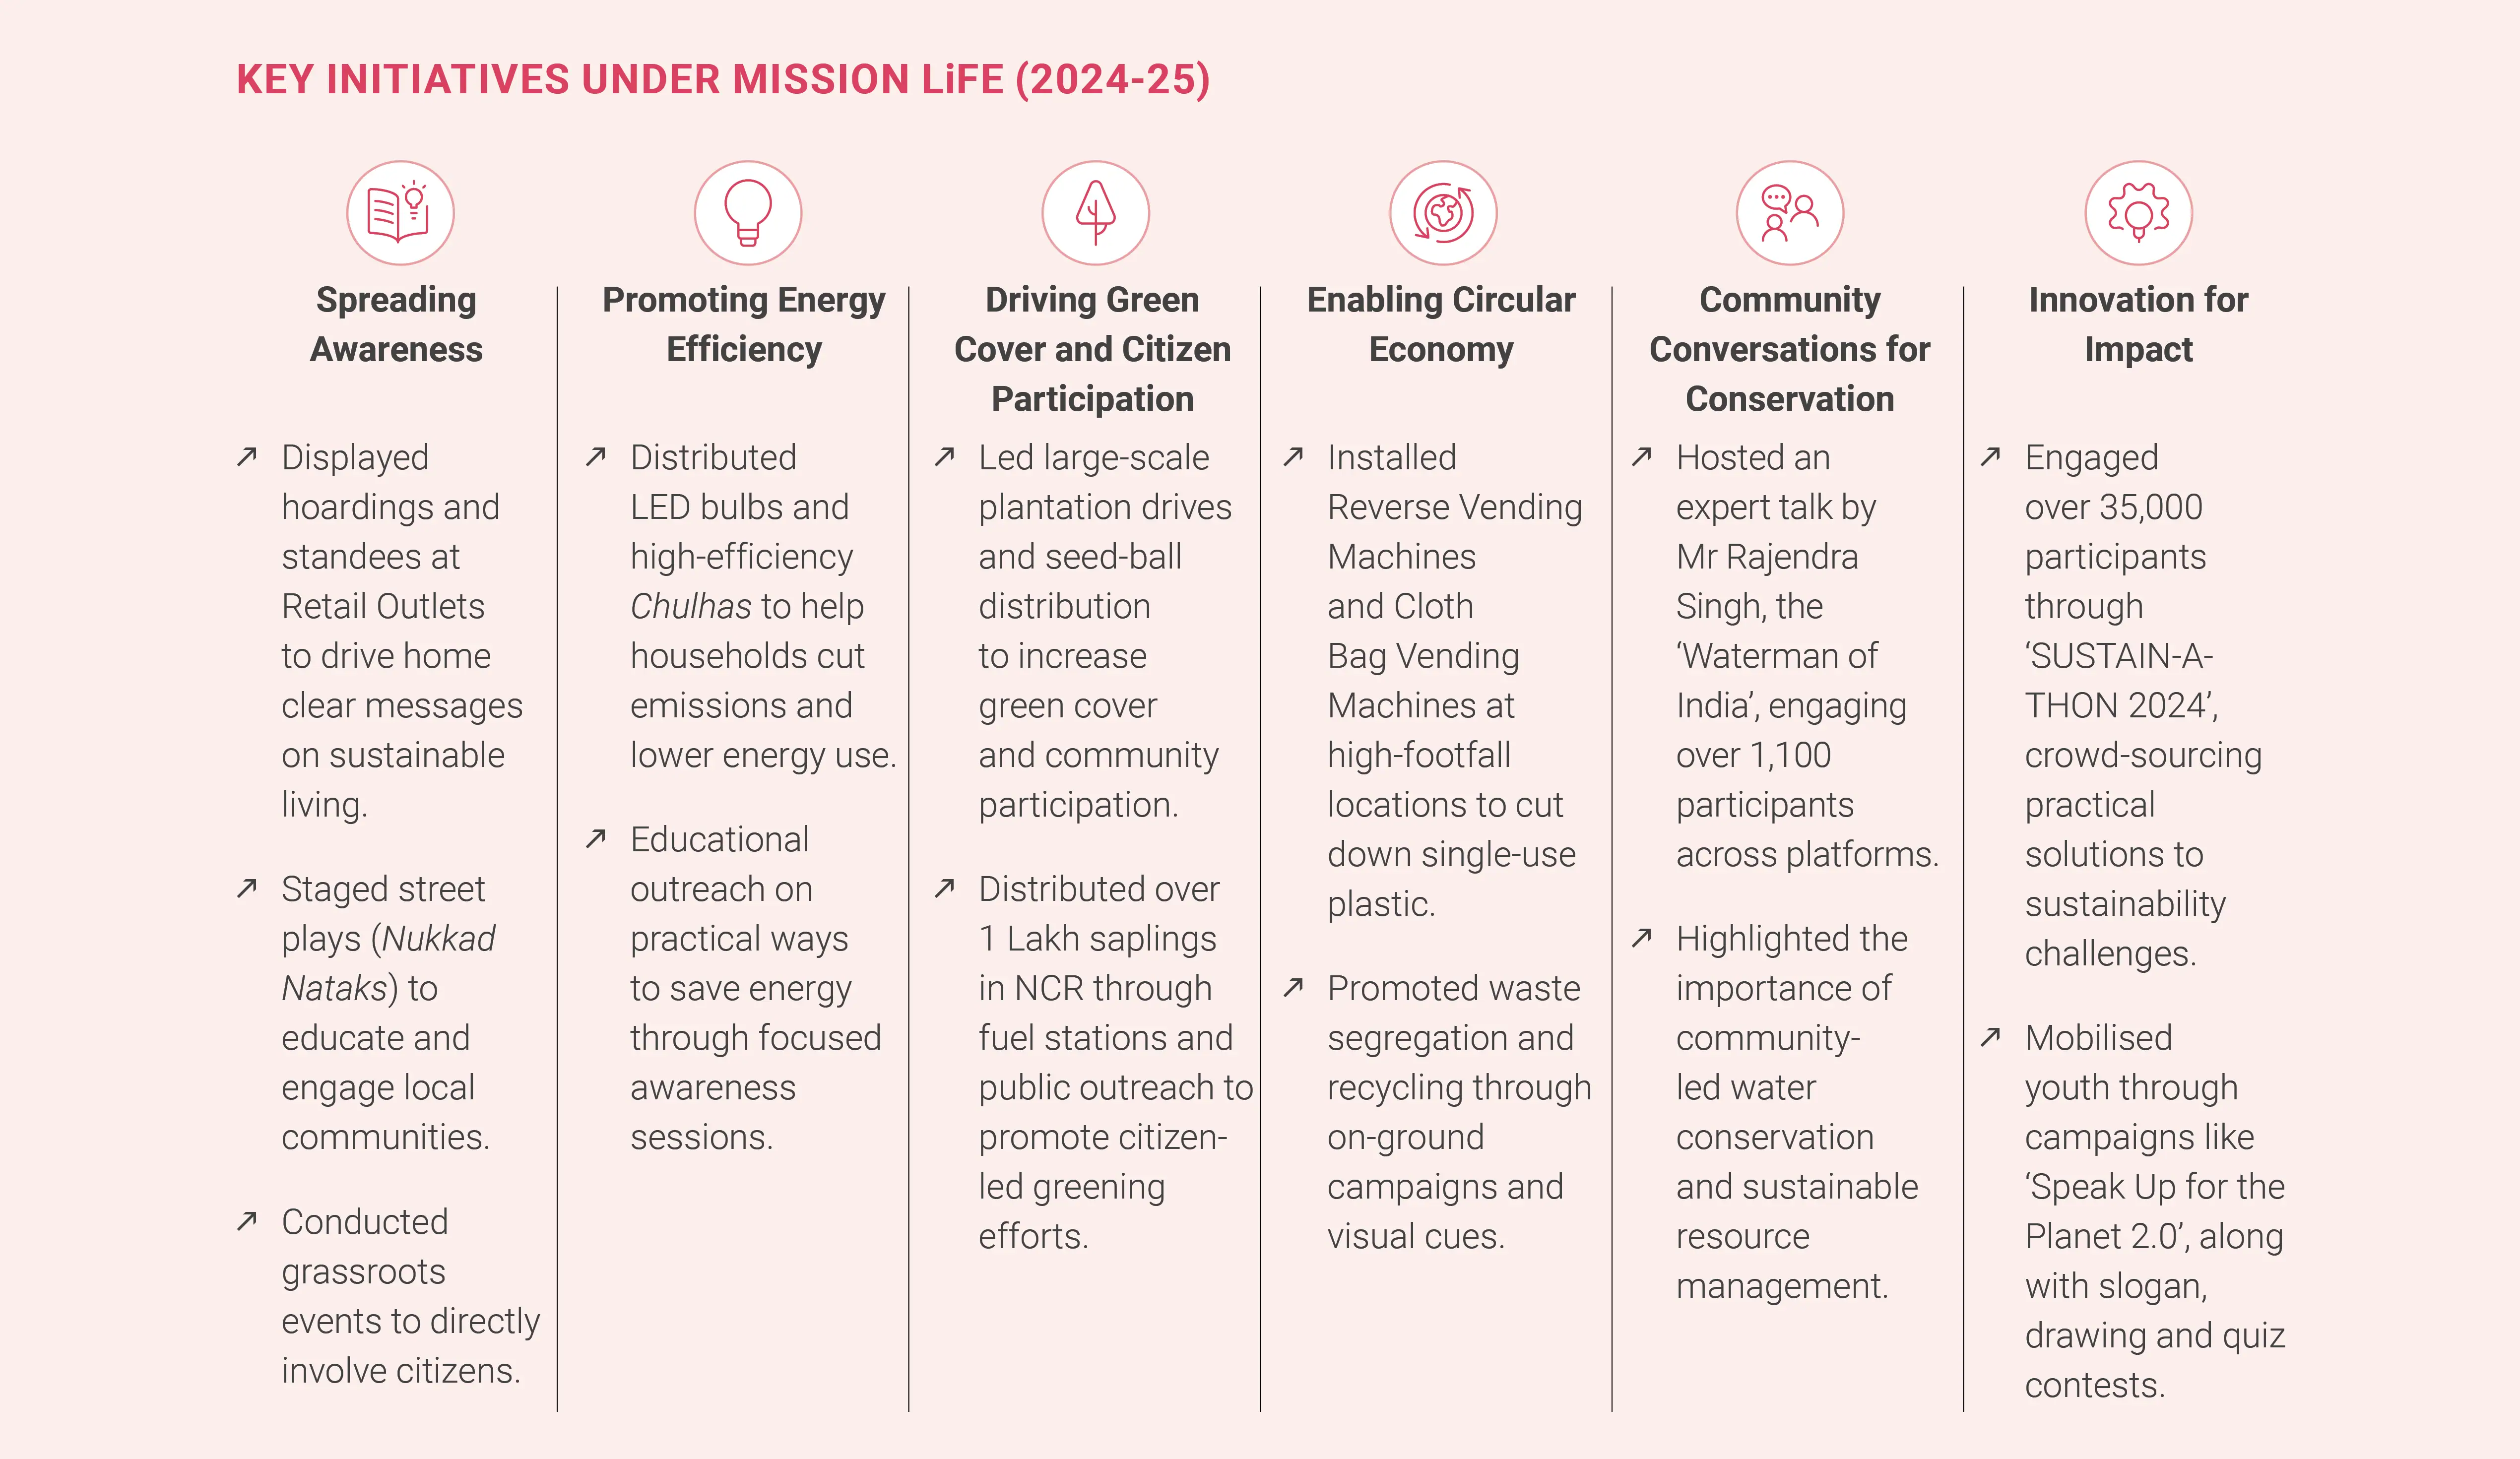 KEY INITIATIVES UNDER MISSION LiFE (2024-25)
Spreading
Awareness
↗ Displayed
hoardings and
standees at
Retail Outlets
to drive home
clear messages
on sustainable
living.
↗ Staged street
plays (Nukkad
Nataks) to
educate and
engage local
communities.
↗ Conducted
grassroots
events to directly
involve citizens.
Promoting Energy
Efficiency
↗ Distributed
LED bulbs and
high-efficiency
Chulhas to help
households cut
emissions and
lower energy use.
↗ Educational
outreach on
practical ways
to save energy
through focused
awareness
sessions.
Driving Green
Cover and Citizen
Participation
↗ Led large-scale
plantation drives
and seed-ball
distribution
to increase
green cover
and community
participation.
↗ Distributed over
1 Lakh saplings
in NCR through
fuel stations and
public outreach to
promote citizen-
led greening
efforts.
Enabling Circular
Economy
↗ Installed
Reverse Vending
Machines
and Cloth
Bag Vending
Machines at
high-footfall
locations to cut
down single-use
plastic.
↗ Promoted waste
segregation and
recycling through
on-ground
campaigns and
visual cues.
Community
Conversations for
Conservation
↗ Hosted an
expert talk by
Mr Rajendra
Singh, the
‘Waterman of
India’, engaging
over 1,100
participants
across platforms.
↗ Highlighted the
importance of
community-
led water
conservation
and sustainable
resource
management.
Innovation for
Impact
↗ Engaged
over 35,000
participants
through
‘SUSTAIN-A-
THON 2024’,
crowd-sourcing
practical
solutions to
sustainability
challenges.
↗ Mobilised
youth through
campaigns like
‘Speak Up for the
Planet 2.0’, along
with slogan,
drawing and quiz
contests.